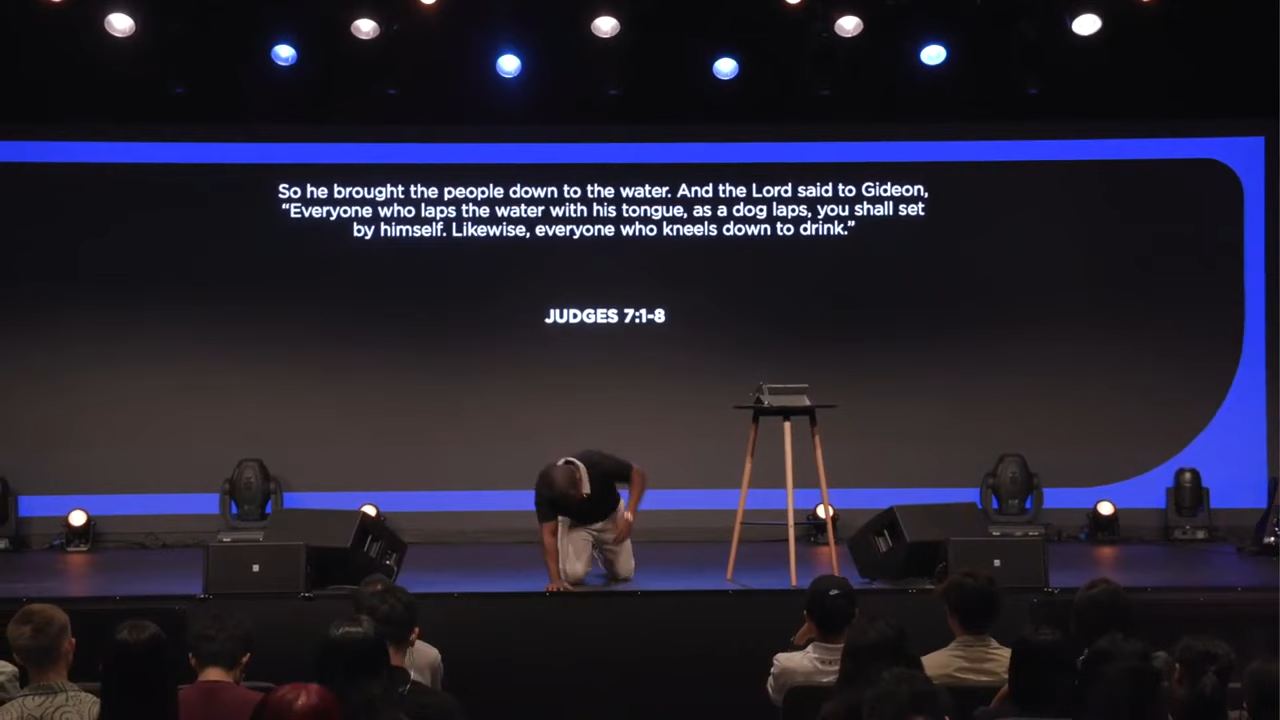 So he brought the people down to the water. And the Lord said to Gideon,
“Everyone who laps the water with his tongue, as a dog laps, you shall set
by himself. Likewise, everyone who kneels down to drink.”
JUDGES 7:1-8